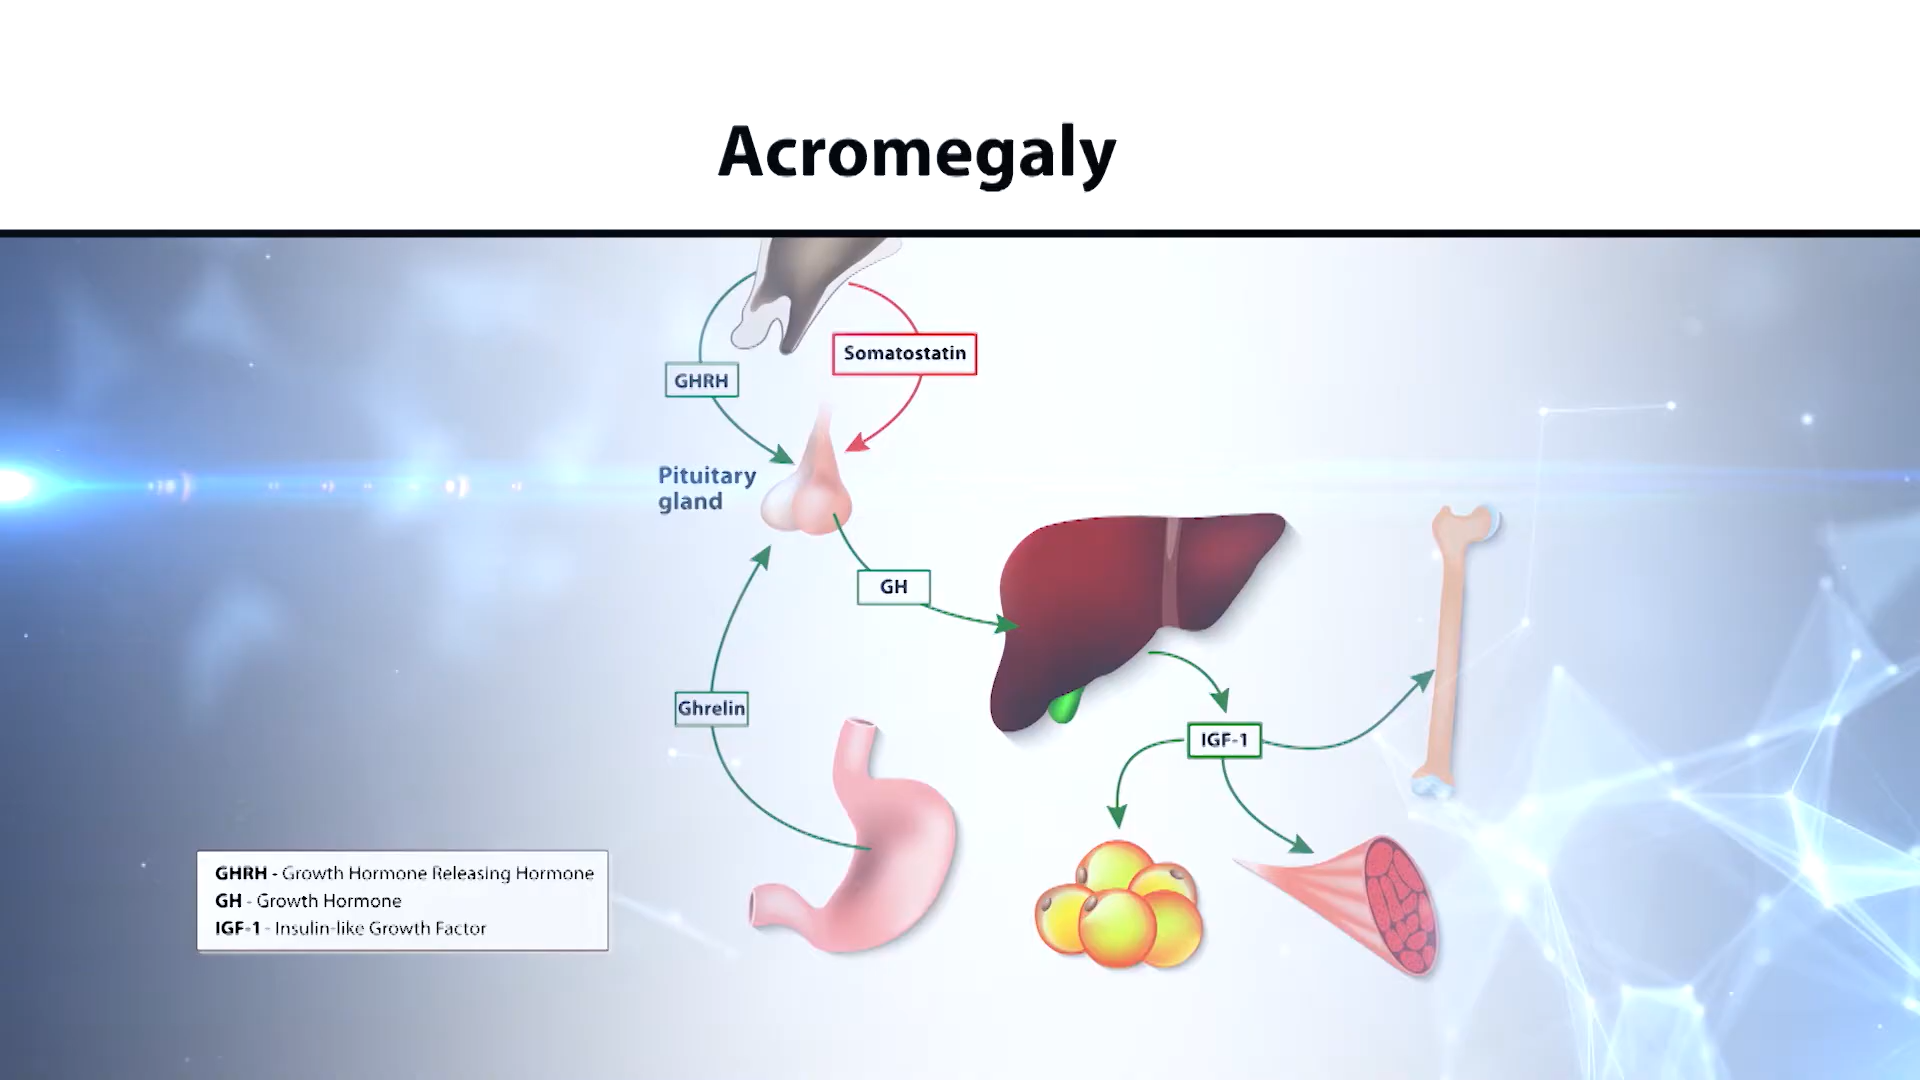 Acromegaly
Somatostatin
GHRH
Pituitary
gland
GH
Ghrelin
IGF-1
GHRH - Growth Hormone Releasing Hormone
GH - Growth Hormone
IGF-1 - Insulin-like Growth Factor